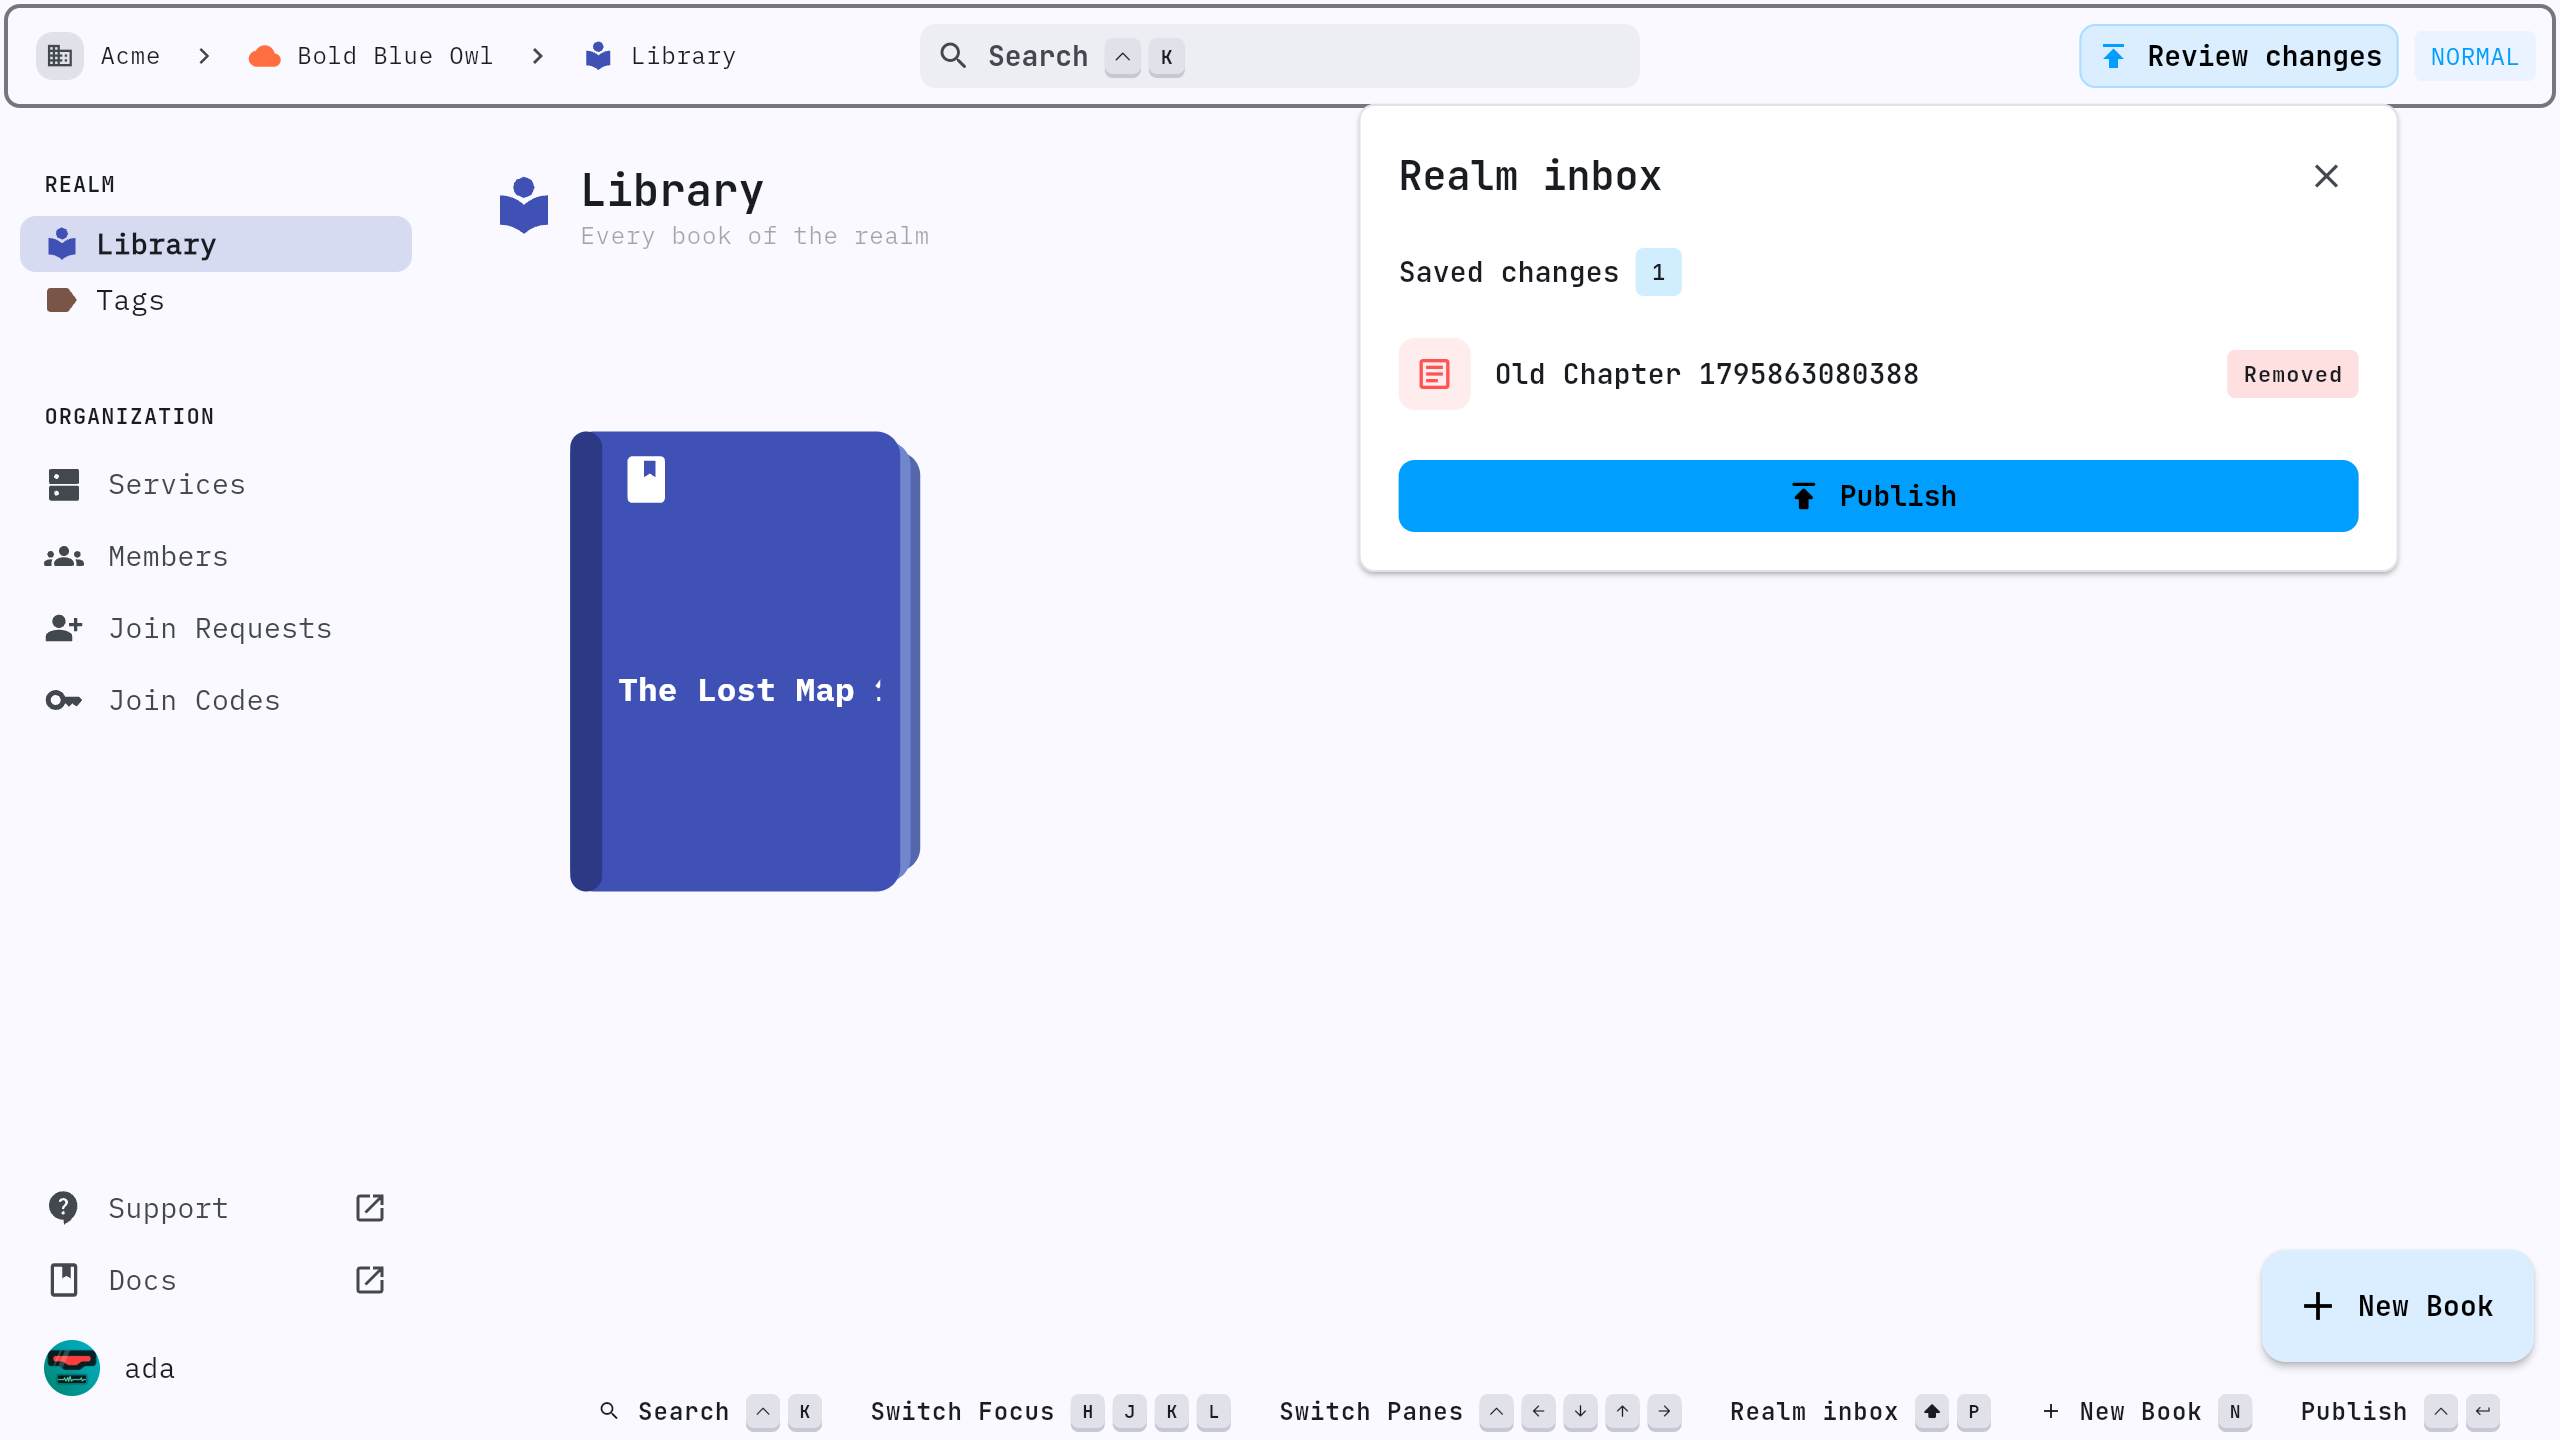 Acme
Bold Blue Owl
Library
Search ^ K
Review changes
NORMAL
REALM
Library
Tags
ORGANIZATION
Services
Members
Join Requests
Join Codes
Support
Docs
ada
Library
Every book of the realm
The Lost Map
Realm inbox
Saved changes 1
Old Chapter 1795863080388
Removed
Publish
New Book
Search ^ K
Switch Focus H J K L
Switch Panes ^ ← ↓ ↑ →
Realm inbox P
New Book N
Publish ^ ↵